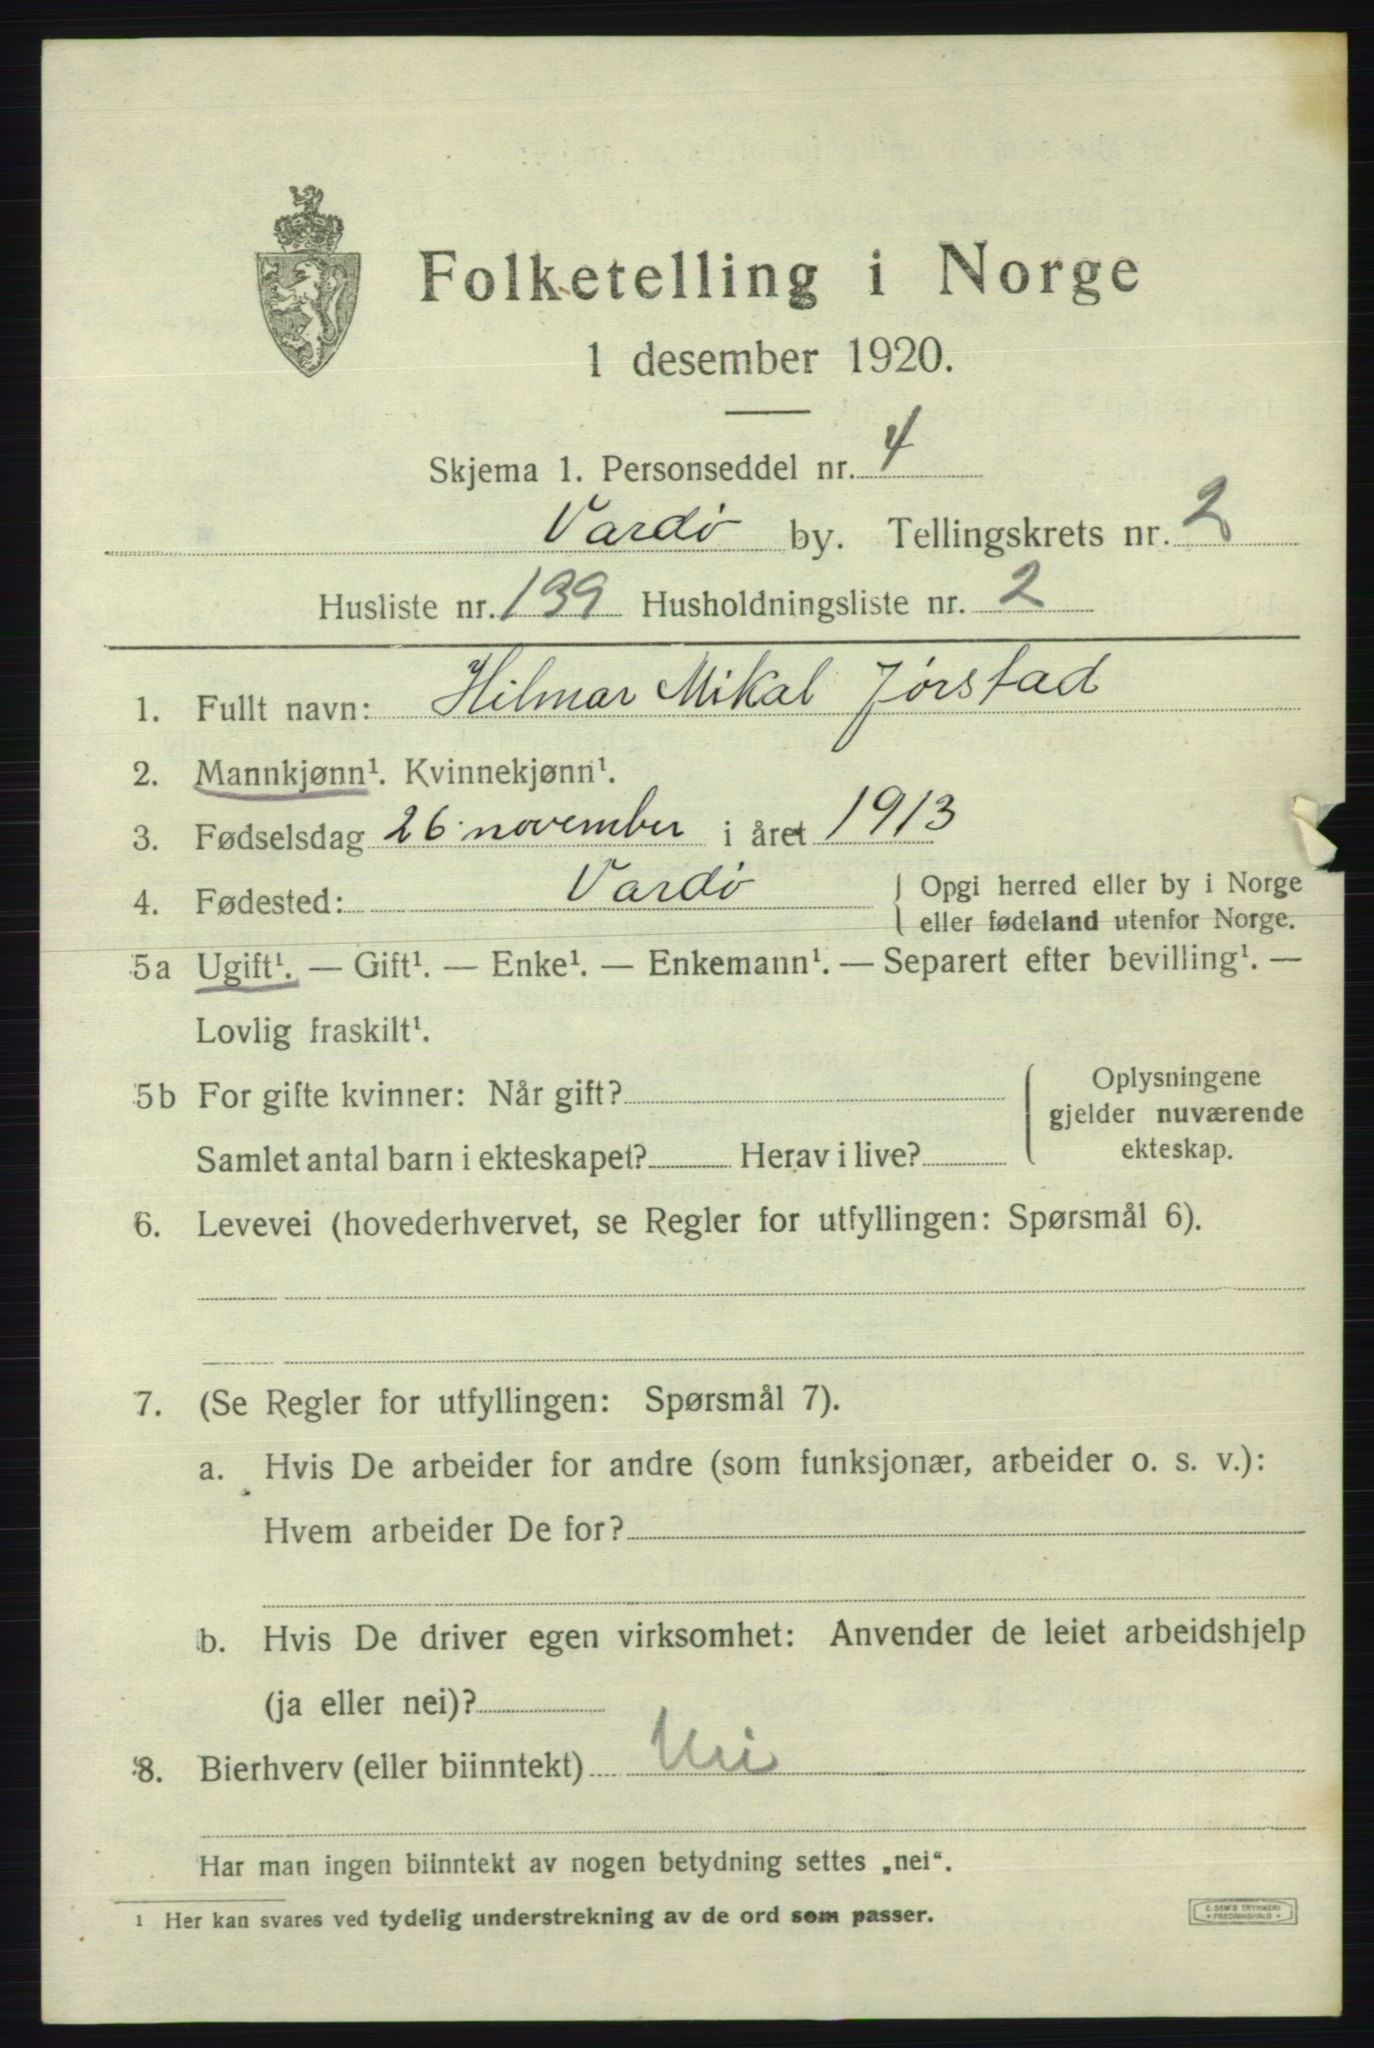 Folketelling i Norge
1 desember 1920.
Skjema 1. Personseddel nr. 4
Vardø by. Tellingskrets nr. 2
Husliste nr. 139 Husholdningsliste nr. 2
1. Fullt navn: Hilmar Mikal Jørstad
2. Mannkjønn¹. Kvinnekjønn¹.
3. Fødselsdag 26. november i året 1913
4. Fødested: Vardø { Opgi herred eller by i Norge
eller fødeland utenfor Norge.
5a Ugift¹. — Gift¹. — Enke¹. — Enkemann¹. — Separert efter bevilling¹. —
Lovlig fraskilt¹.
5b For gifte kvinner: Når gift?
Samlet antal barn i ekteskapet? Herav i live?
{ Oplysningene
gjelder nuværende
ekteskap.
6. Levevei (hovederhvervet, se Regler for utfyllingen: Spørsmål 6).
7. (Se Regler for utfyllingen: Spørsmål 7).
a. Hvis De arbeider for andre (som funksjonær, arbeider o. s. v.):
Hvem arbeider De for?
b. Hvis De driver egen virksomhet: Anvender de leiet arbeidshjelp
(ja eller nei)?
8. Bierhverv (eller biinntekt) Nei
Har man ingen biinntekt av nogen betydning settes „nei“.
1 Her kan svares ved tydelig understrekning av de ord som passer.
E. SEM'S TRYKKERI
FREDRIKSHALD